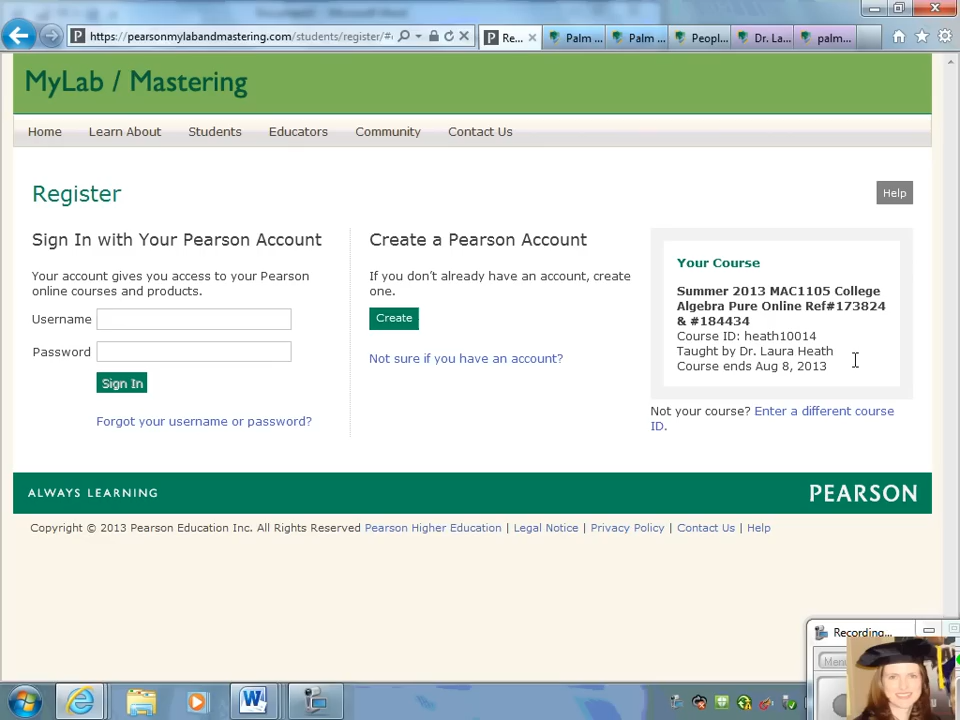 https://pearsonmylabandmastering.com/students/register/#
Re...
Palm ...
Palm ...
Peopl...
Dr. La...
palm...
MyLab / Mastering
Home Learn About Students Educators Community Contact Us
Register
Help
Sign In with Your Pearson Account
Your account gives you access to your Pearson
online courses and products.
Username
Password
Sign In
Forgot your username or password?
Create a Pearson Account
If you don't already have an account, create
one.
Create
Not sure if you have an account?
Your Course
Summer 2013 MAC1105 College
Algebra Pure Online Ref#173824
& #184434
Course ID: heath10014
Taught by Dr. Laura Heath
Course ends Aug 8, 2013
Not your course? Enter a different course
ID.
ALWAYS LEARNING
PEARSON
Copyright © 2013 Pearson Education Inc. All Rights Reserved Pearson Higher Education | Legal Notice | Privacy Policy | Contact Us | Help
Recording...
Menu